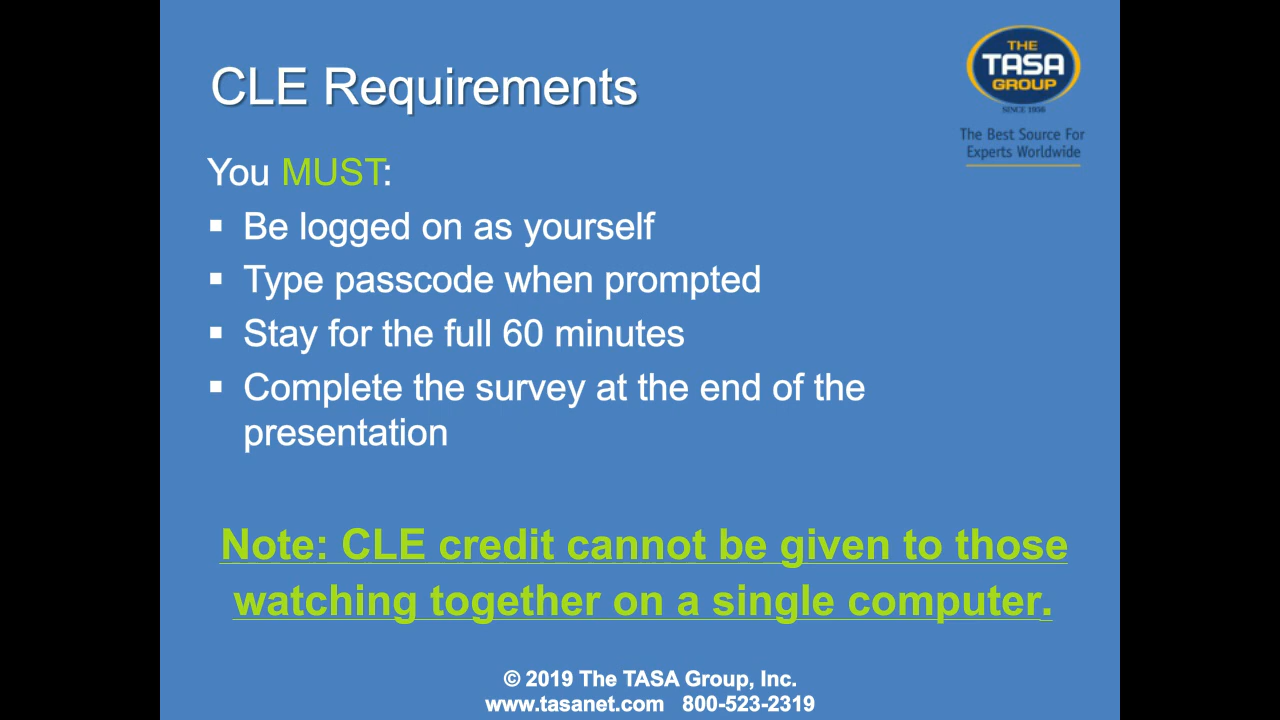 CLE Requirements
THE
TASA
GROUP
SINCE 1956
The Best Source For
Experts Worldwide
You MUST:
▪ Be logged on as yourself
▪ Type passcode when prompted
▪ Stay for the full 60 minutes
▪ Complete the survey at the end of the
presentation
Note: CLE credit cannot be given to those
watching together on a single computer.
© 2019 The TASA Group, Inc.
www.tasanet.com 800-523-2319